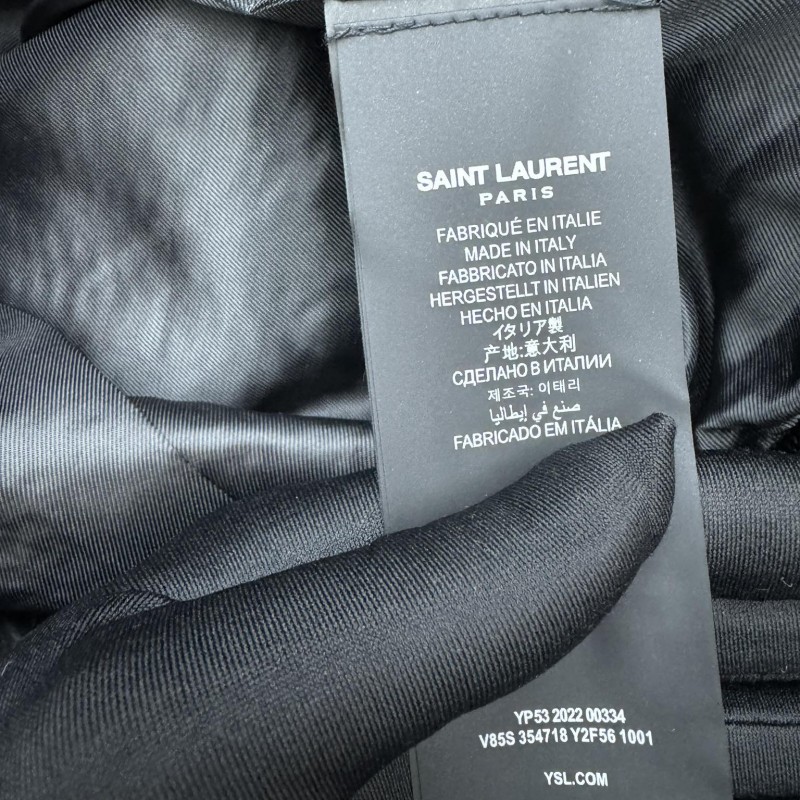 SAINT LAURENT
PARIS
FABRIQUÉ EN ITALIE
MADE IN ITALY
FABBRICATO IN ITALIA
HERGESTELLT IN ITALIEN
HECHO EN ITALIA
イタリア製
产地:意大利
СДЕЛАНО В ИТАЛИИ
제조국: 이태리
صنع في إيطاليا
FABRICADO EM ITÁLIA
YP53 2022 00334
V85S 354718 Y2F56 1001
YSL.COM